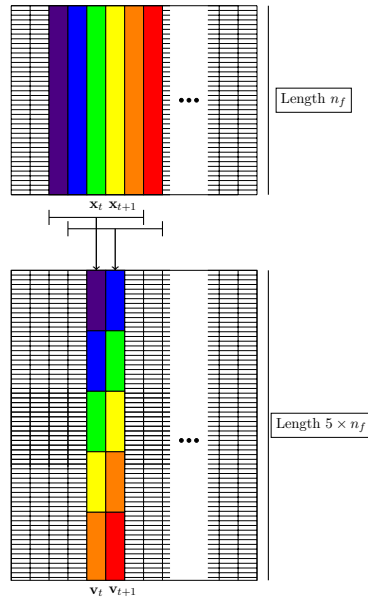 Length $n_f$
$\mathbf{x}_t$ $\mathbf{x}_{t+1}$
Length $5 \times n_f$
$\mathbf{v}_t$ $\mathbf{v}_{t+1}$